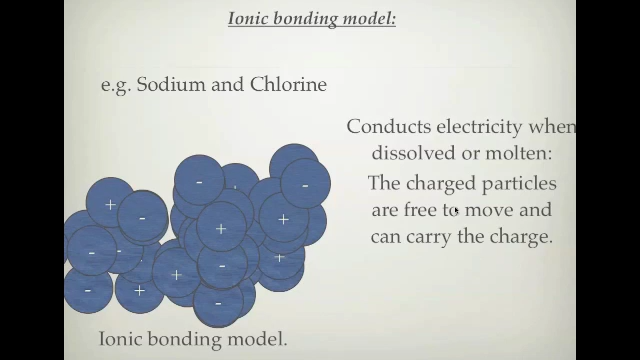 Ionic bonding model:
e.g. Sodium and Chlorine
Conducts electricity when
dissolved or molten:
The charged particles
are free to move and
can carry the charge.
- - -
+ - + +
- - - + +
- + - +
Ionic bonding model.